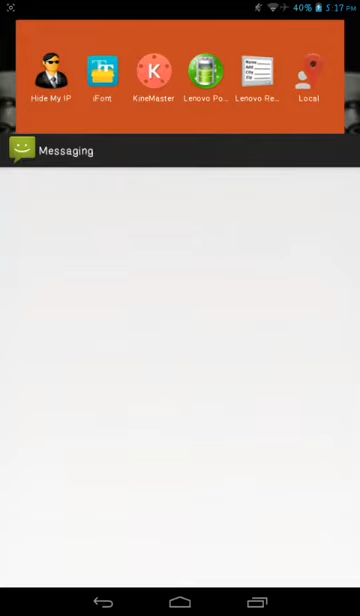 40% 5:17 PM
Hide My IP iFont KineMaster Lenovo Po... Lenovo Re... Local
Messaging